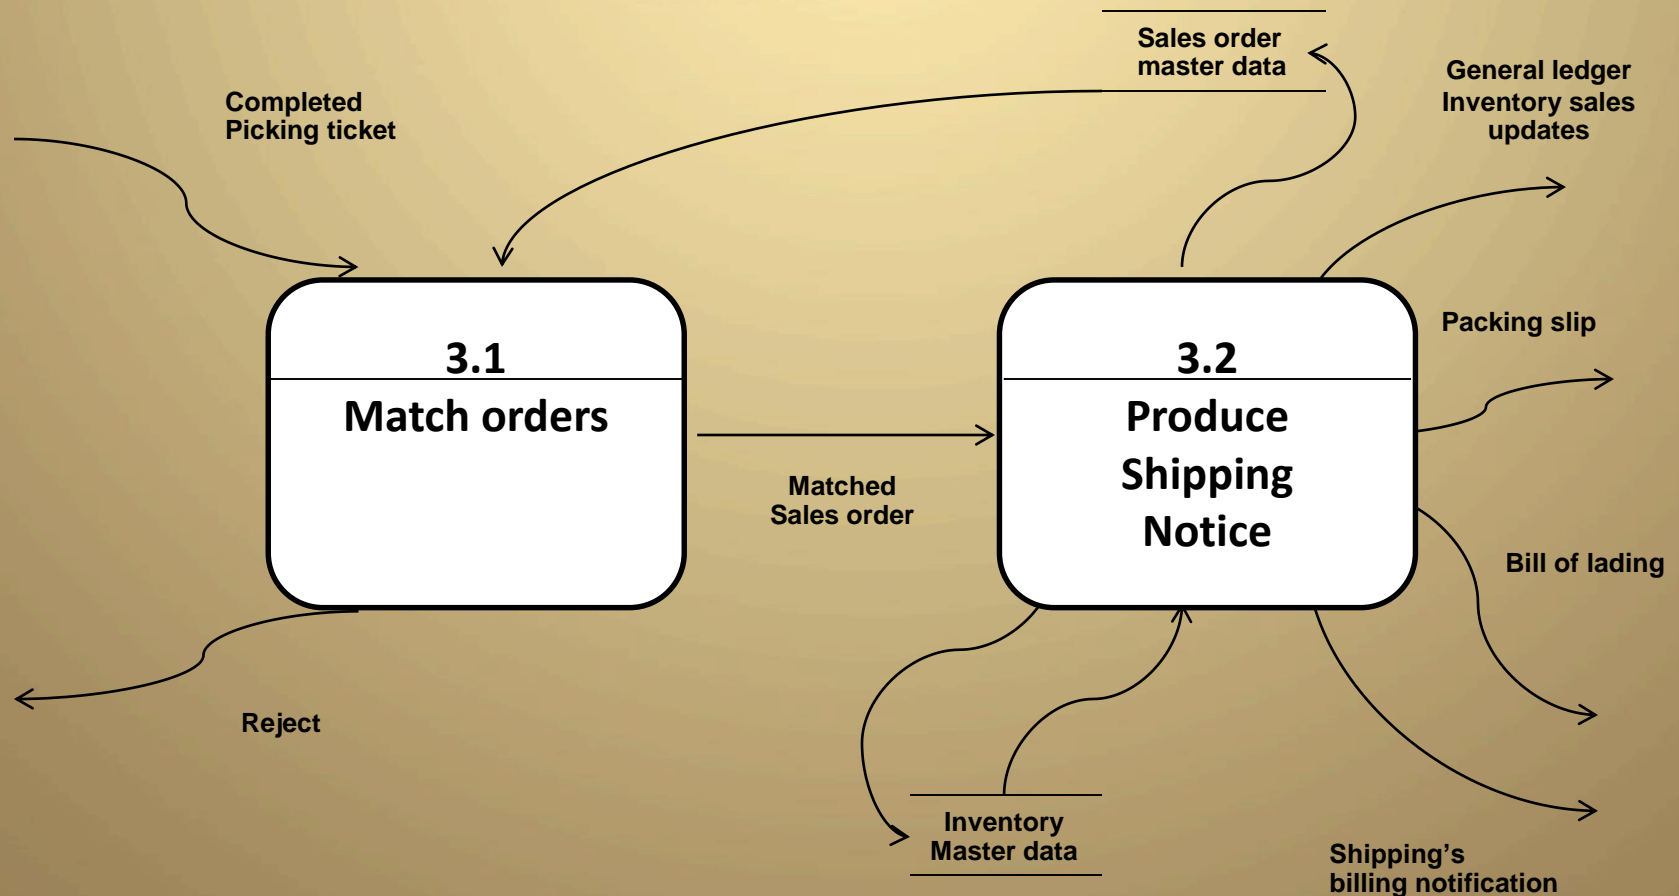 Sales order
master data
General ledger
Inventory sales
updates
Completed
Picking ticket
Packing slip
3.1
Match orders
3.2
Produce
Shipping
Notice
Matched
Sales order
Bill of lading
Reject
Inventory
Master data
Shipping’s
billing notification